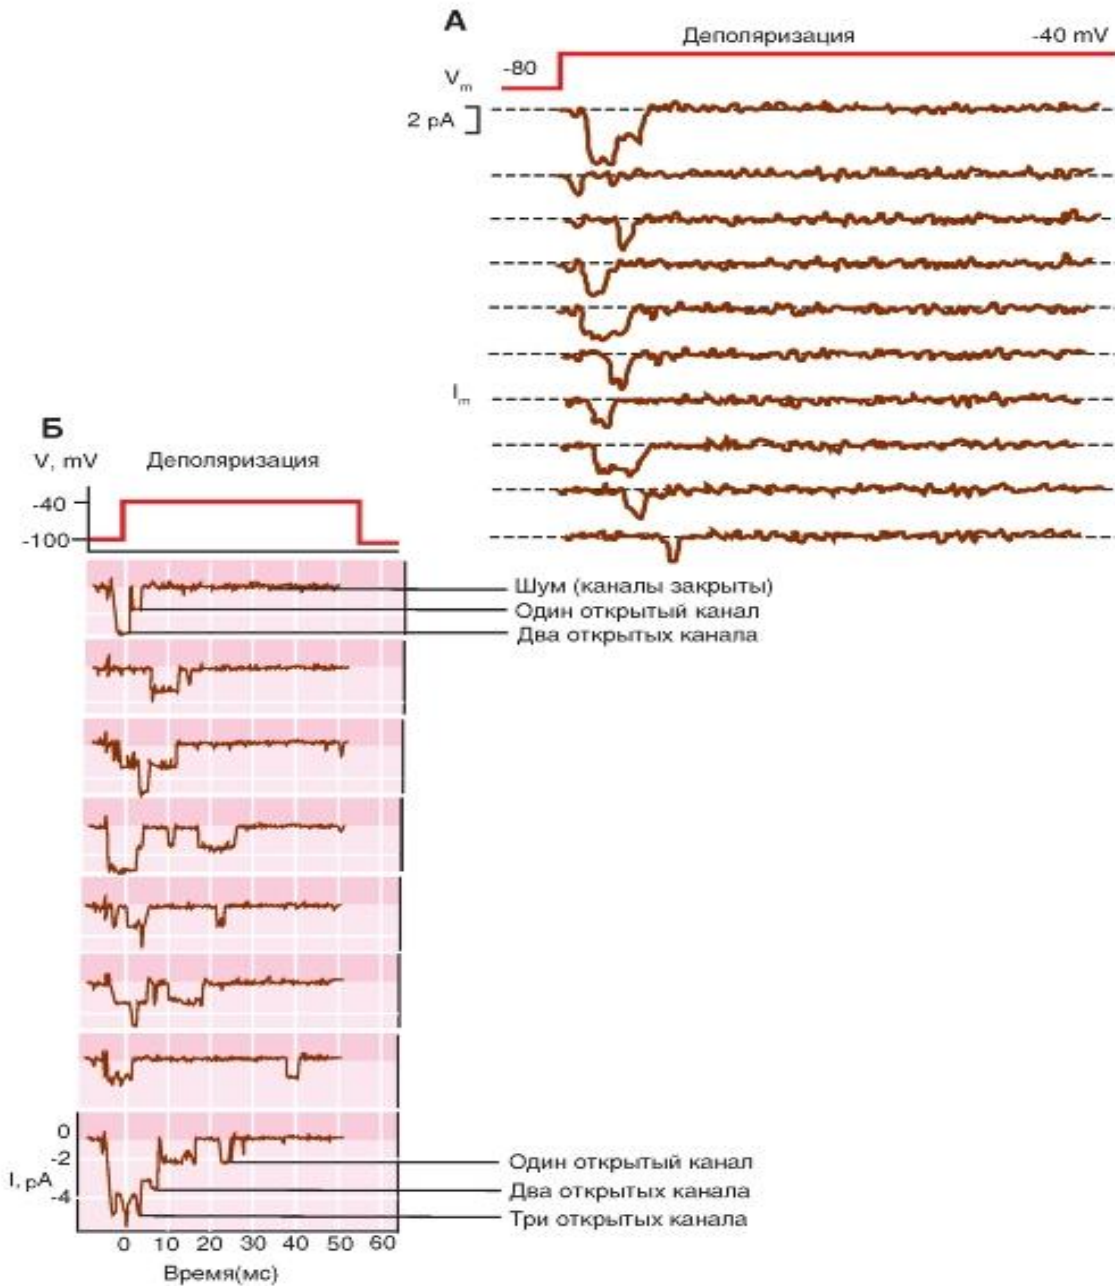 А
Деполяризация -40 mV
-80
Vm
2 pA
Im
Б
V, mV Деполяризация
-40
-100
Шум (каналы закрыты)
Один открытый канал
Два открытых канала
0
-2
I, pA
-4
Один открытый канал
Два открытых канала
Три открытых канала
0 10 20 30 40 50 60
Время(мс)